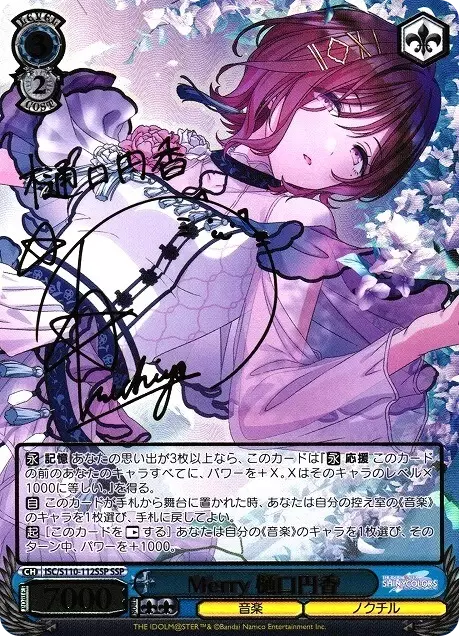 LEVEL
3
2
COST
樋口円香
【永】 記憶 あなたの思い出が3枚以上なら、このカードは『【永】 応援 このカード
の前のあなたのキャラすべてに、パワーを+X。Xはそのキャラのレベル×
1000に等しい。』を得る。
【自】 このカードが手札から舞台に置かれた時、あなたは自分の控え室の《音楽》
のキャラを1枚選び、手札に戻してよい。
【起】［このカードを【レスト】する］ あなたは自分の《音楽》のキャラを1枚選び、その
ターン中、パワーを+1000。
CH ISC/S110-112SSP SSP
Merry 樋口円香
SHINYCOLORS
POWER
7000
音楽
ノクチル
THE IDOLM@STER™& ©Bandai Namco Entertainment Inc.